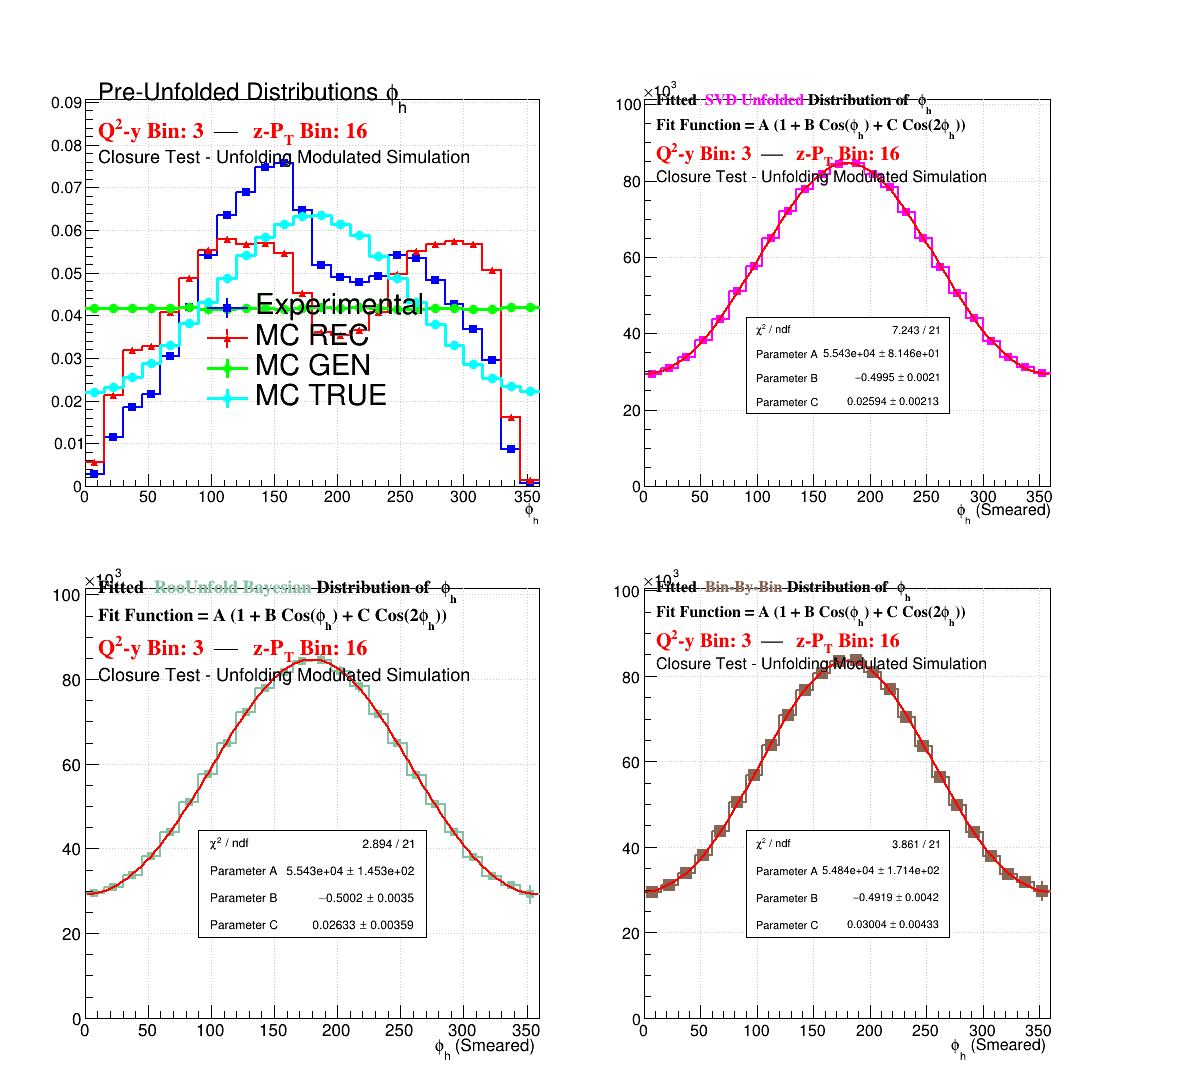 Pre-Unfolded Distributions ϕh
Q²-y Bin: 3 — z-PT Bin: 16
Closure Test - Unfolding Modulated Simulation
0.09
0.08
0.07
0.06
0.05
0.04
0.03
0.02
0.01
0
Experimental
MC REC
MC GEN
MC TRUE
0 50 100 150 200 250 300 350
ϕh
×10³
Fitted SVD Unfolded Distribution of ϕh
Fit Function = A (1 + B Cos(ϕh) + C Cos(2ϕh))
Q²-y Bin: 3 — z-PT Bin: 16
Closure Test - Unfolding Modulated Simulation
100
80
60
40
20
0
χ² / ndf 7.243 / 21
Parameter A 5.543e+04 ± 8.146e+01
Parameter B −0.4995 ± 0.0021
Parameter C 0.02594 ± 0.00213
0 50 100 150 200 250 300 350
ϕh (Smeared)
×10³
Fitted RooUnfold Bayesian Distribution of ϕh
Fit Function = A (1 + B Cos(ϕh) + C Cos(2ϕh))
Q²-y Bin: 3 — z-PT Bin: 16
Closure Test - Unfolding Modulated Simulation
100
80
60
40
20
0
χ² / ndf 2.894 / 21
Parameter A 5.543e+04 ± 1.453e+02
Parameter B −0.5002 ± 0.0035
Parameter C 0.02633 ± 0.00359
0 50 100 150 200 250 300 350
ϕh (Smeared)
×10³
Fitted Bin-By-Bin Distribution of ϕh
Fit Function = A (1 + B Cos(ϕh) + C Cos(2ϕh))
Q²-y Bin: 3 — z-PT Bin: 16
Closure Test - Unfolding Modulated Simulation
100
80
60
40
20
0
χ² / ndf 3.861 / 21
Parameter A 5.484e+04 ± 1.714e+02
Parameter B −0.4919 ± 0.0042
Parameter C 0.03004 ± 0.00433
0 50 100 150 200 250 300 350
ϕh (Smeared)